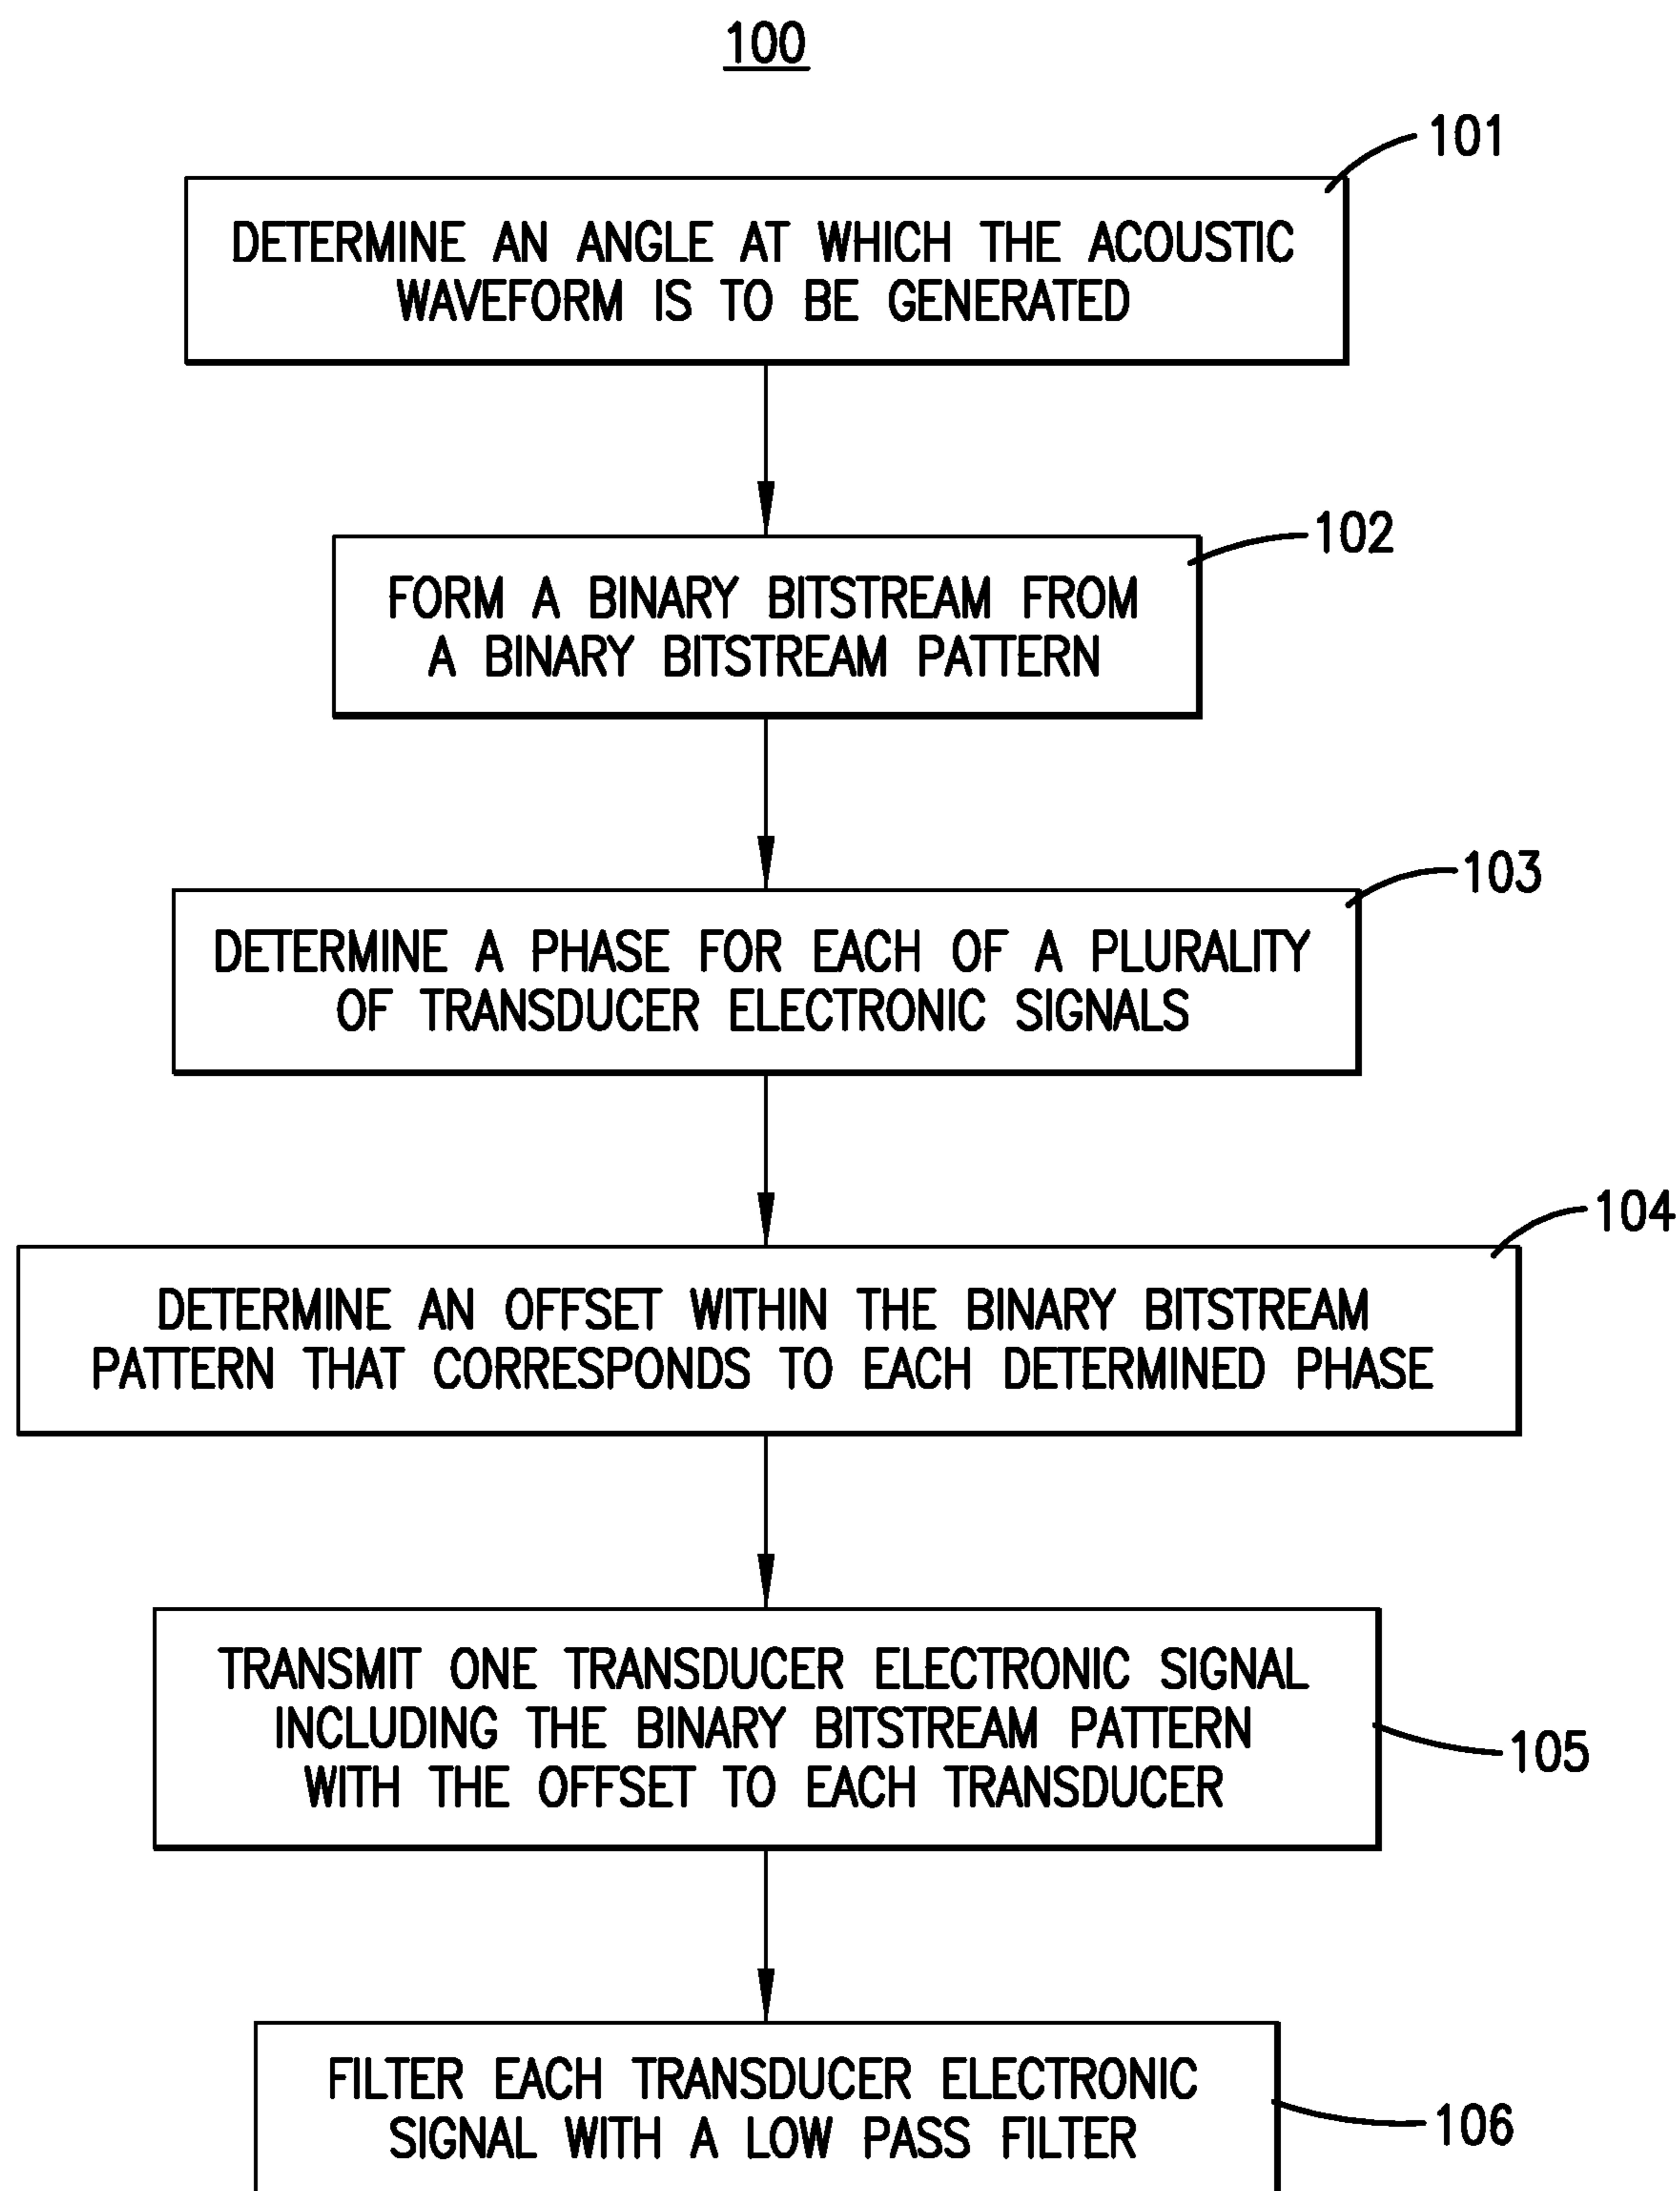 100
101
DETERMINE AN ANGLE AT WHICH THE ACOUSTIC
WAVEFORM IS TO BE GENERATED
102
FORM A BINARY BITSTREAM FROM
A BINARY BITSTREAM PATTERN
103
DETERMINE A PHASE FOR EACH OF A PLURALITY
OF TRANSDUCER ELECTRONIC SIGNALS
104
DETERMINE AN OFFSET WITHIN THE BINARY BITSTREAM
PATTERN THAT CORRESPONDS TO EACH DETERMINED PHASE
TRANSMIT ONE TRANSDUCER ELECTRONIC SIGNAL
INCLUDING THE BINARY BITSTREAM PATTERN
WITH THE OFFSET TO EACH TRANSDUCER
105
FILTER EACH TRANSDUCER ELECTRONIC
SIGNAL WITH A LOW PASS FILTER
106